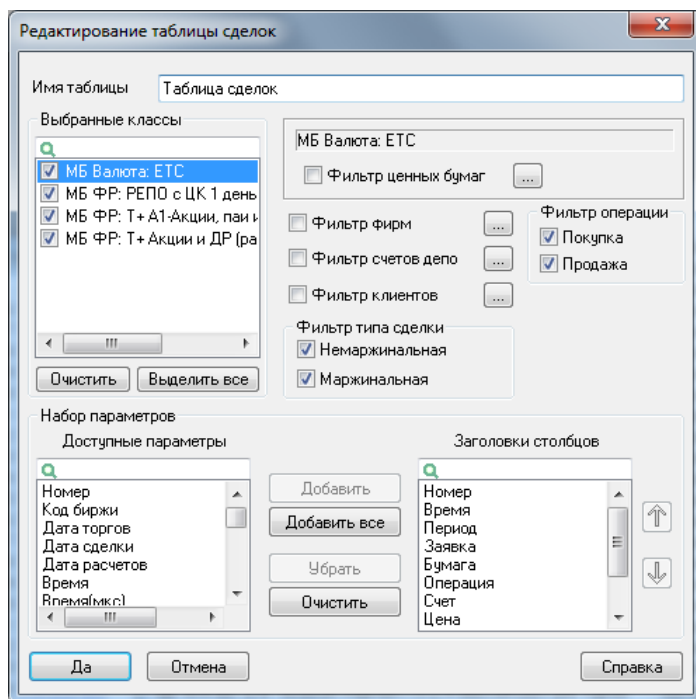 Редактирование таблицы сделок
Имя таблицы
Таблица сделок
Выбранные классы
МБ Валюта: ETC
МБ ФР: РЕПО с ЦК 1 день
МБ ФР: Т+ А1-Акции, паи и
МБ ФР: Т+ Акции и ДР (ра
Очистить
Выделить все
МБ Валюта: ETC
Фильтр ценных бумаг
...
Фильтр фирм
...
Фильтр счетов депо
...
Фильтр клиентов
...
Фильтр операции
Покупка
Продажа
Фильтр типа сделки
Немаржинальная
Маржинальная
Набор параметров
Доступные параметры
Номер
Код биржи
Дата торгов
Дата сделки
Дата расчетов
Время
Время(мкс)
Добавить
Добавить все
Убрать
Очистить
Заголовки столбцов
Номер
Время
Период
Заявка
Бумага
Операция
Счет
Цена
Да
Отмена
Справка